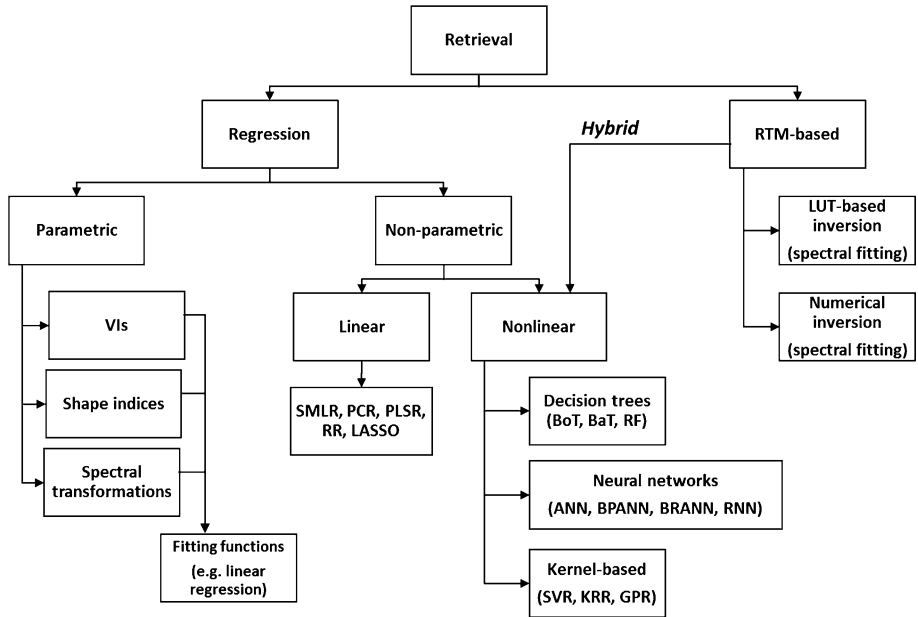 Retrieval
Regression
Hybrid
RTM-based
Parametric
Non-parametric
LUT-based
inversion
(spectral fitting)
VIs
Linear
Nonlinear
Numerical
inversion
(spectral fitting)
Shape indices
SMLR, PCR, PLSR,
RR, LASSO
Decision trees
(BoT, BaT, RF)
Spectral
transformations
Neural networks
(ANN, BPANN, BRANN, RNN)
Fitting functions
(e.g. linear
regression)
Kernel-based
(SVR, KRR, GPR)